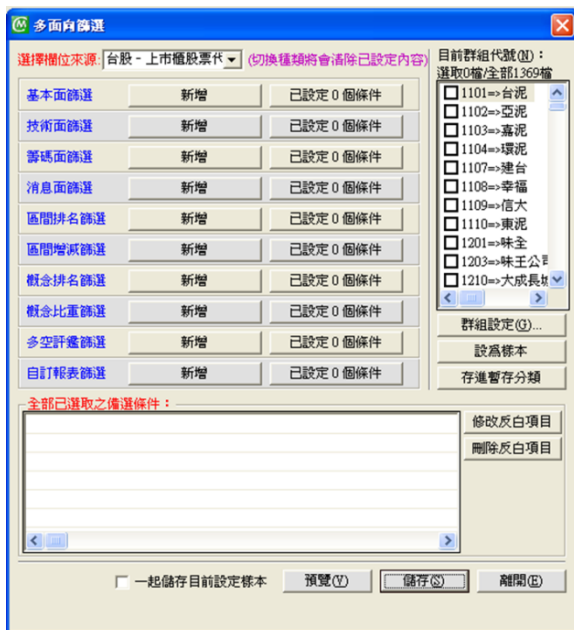 多面向篩選
選擇欄位來源: 台股 - 上市櫃股票代 (切換種類將會清除已設定內容)
基本面篩選 新增 已設定 0 個條件
技術面篩選 新增 已設定 0 個條件
籌碼面篩選 新增 已設定 0 個條件
消息面篩選 新增 已設定 0 個條件
區間排名篩選 新增 已設定 0 個條件
區間增減篩選 新增 已設定 0 個條件
概念排名篩選 新增 已設定 0 個條件
概念比重篩選 新增 已設定 0 個條件
多空評鑑篩選 新增 已設定 0 個條件
自訂報表篩選 新增 已設定 0 個條件
目前群組代號(N):
選取0檔/全部1369檔
1101=>台泥
1102=>亞泥
1103=>嘉泥
1104=>環泥
1107=>建台
1108=>幸福
1109=>信大
1110=>東泥
1201=>味全
1203=>味王公司
1210=>大成長城
群組設定(G)...
設爲樣本
存進暫存分類
全部已選取之備選條件:
修改反白項目
刪除反白項目
一起儲存目前設定樣本 預覽(V) 儲存(S) 離開(E)